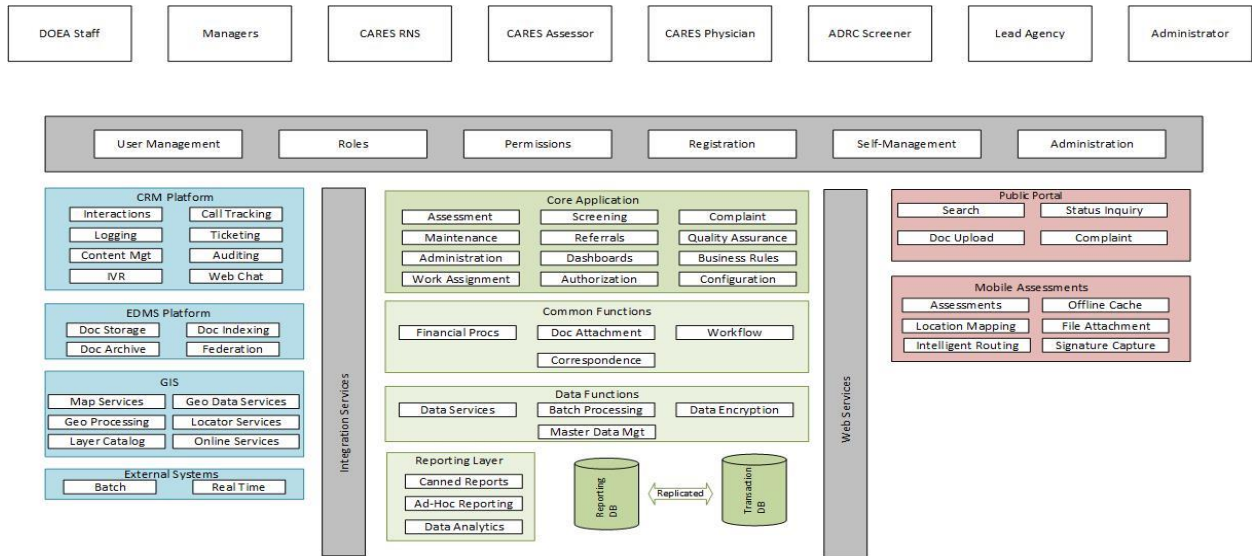 DOEA Staff
Managers
CARES RNS
CARES Assessor
CARES Physician
ADRC Screener
Lead Agency
Administrator
User Management
Roles
Permissions
Registration
Self-Management
Administration
CRM Platform
Interactions
Call Tracking
Logging
Ticketing
Content Mgt
Auditing
IVR
Web Chat
EDMS Platform
Doc Storage
Doc Indexing
Doc Archive
Federation
GIS
Map Services
Geo Data Services
Geo Processing
Locator Services
Layer Catalog
Online Services
External Systems
Batch
Real Time
Integration Services
Core Application
Assessment
Screening
Complaint
Maintenance
Referrals
Quality Assurance
Administration
Dashboards
Business Rules
Work Assignment
Authorization
Configuration
Common Functions
Financial Procs
Doc Attachment
Workflow
Correspondence
Data Functions
Data Services
Batch Processing
Data Encryption
Master Data Mgt
Reporting Layer
Canned Reports
Ad-Hoc Reporting
Data Analytics
Reporting
DB
Replicated
Transaction
DB
Web Services
Public Portal
Search
Status Inquiry
Doc Upload
Complaint
Mobile Assessments
Assessments
Offline Cache
Location Mapping
File Attachment
Intelligent Routing
Signature Capture